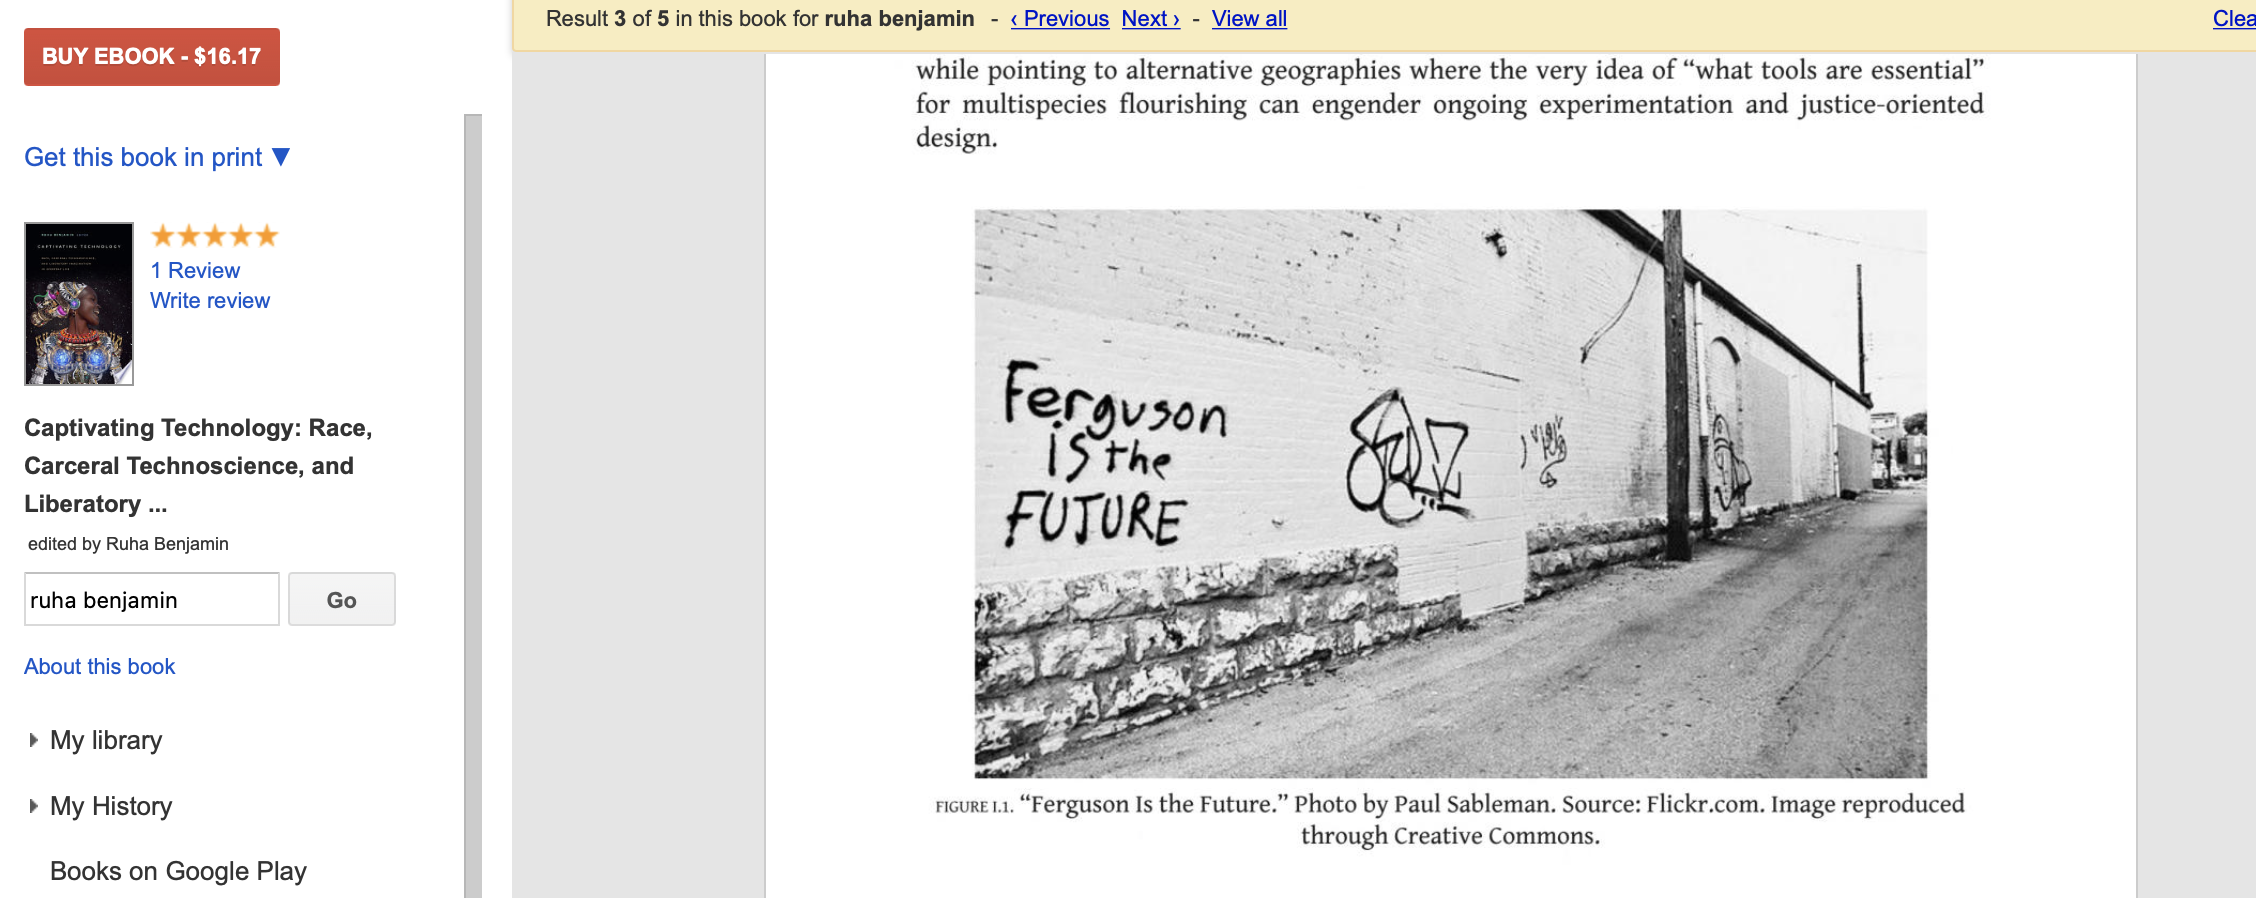 BUY EBOOK - $16.17
Get this book in print ▼
RUHA BENJAMIN
CAPTIVATING TECHNOLOGY
1 Review
Write review
Captivating Technology: Race,
Carceral Technoscience, and
Liberatory ...
edited by Ruha Benjamin
ruha benjamin
Go
About this book
My library
My History
Books on Google Play
Result 3 of 5 in this book for ruha benjamin - ‹ Previous Next › - View all
Clea
while pointing to alternative geographies where the very idea of “what tools are essential”
for multispecies flourishing can engender ongoing experimentation and justice-oriented
design.
Ferguson
is the
FUTURE
FIGURE I.1. “Ferguson Is the Future.” Photo by Paul Sableman. Source: Flickr.com. Image reproduced
through Creative Commons.